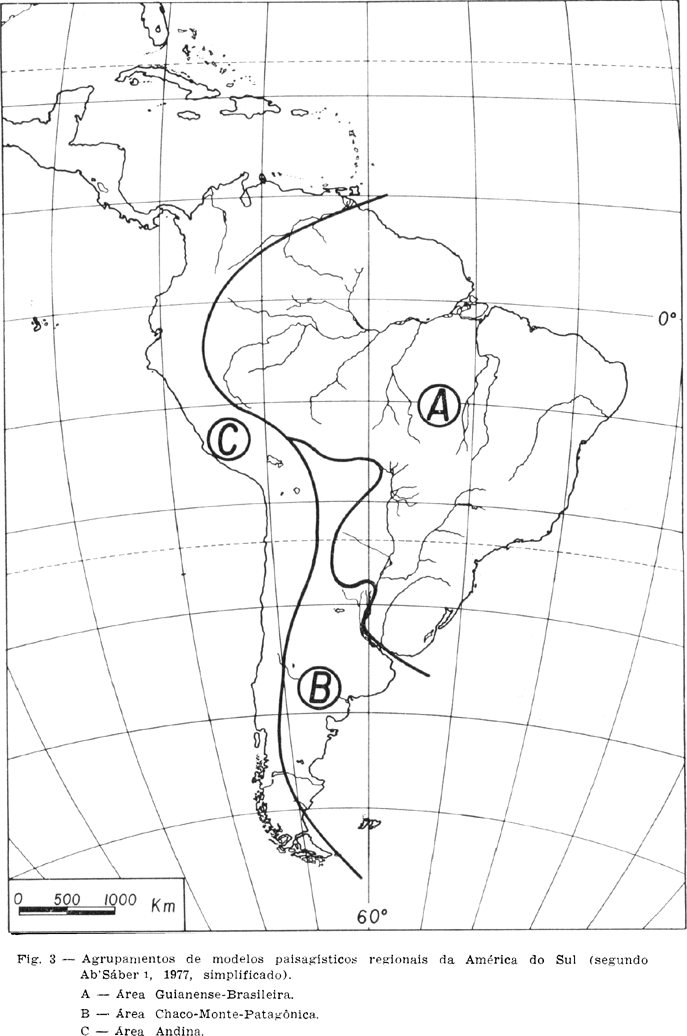 0°
A
C
B
0 500 1000 Km
60°
Fig. 3 — Agrupamentos de modelos paisagísticos regionais da América do Sul (segundo
Ab'Sáber 1, 1977, simplificado).
A — Área Guianense-Brasileira.
B — Área Chaco-Monte-Patagônica.
C — Área Andina.